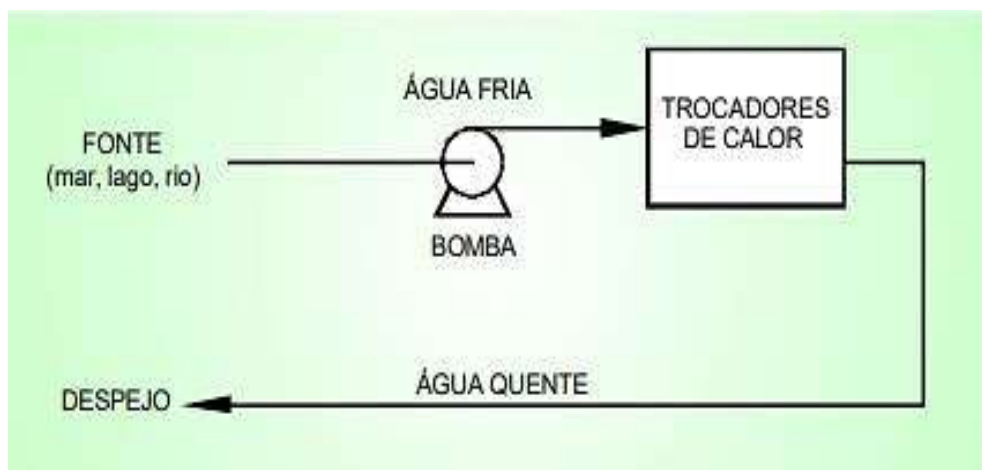 ÁGUA FRIA
TROCADORES
DE CALOR
FONTE
(mar, lago, rio)
BOMBA
ÁGUA QUENTE
DESPEJO